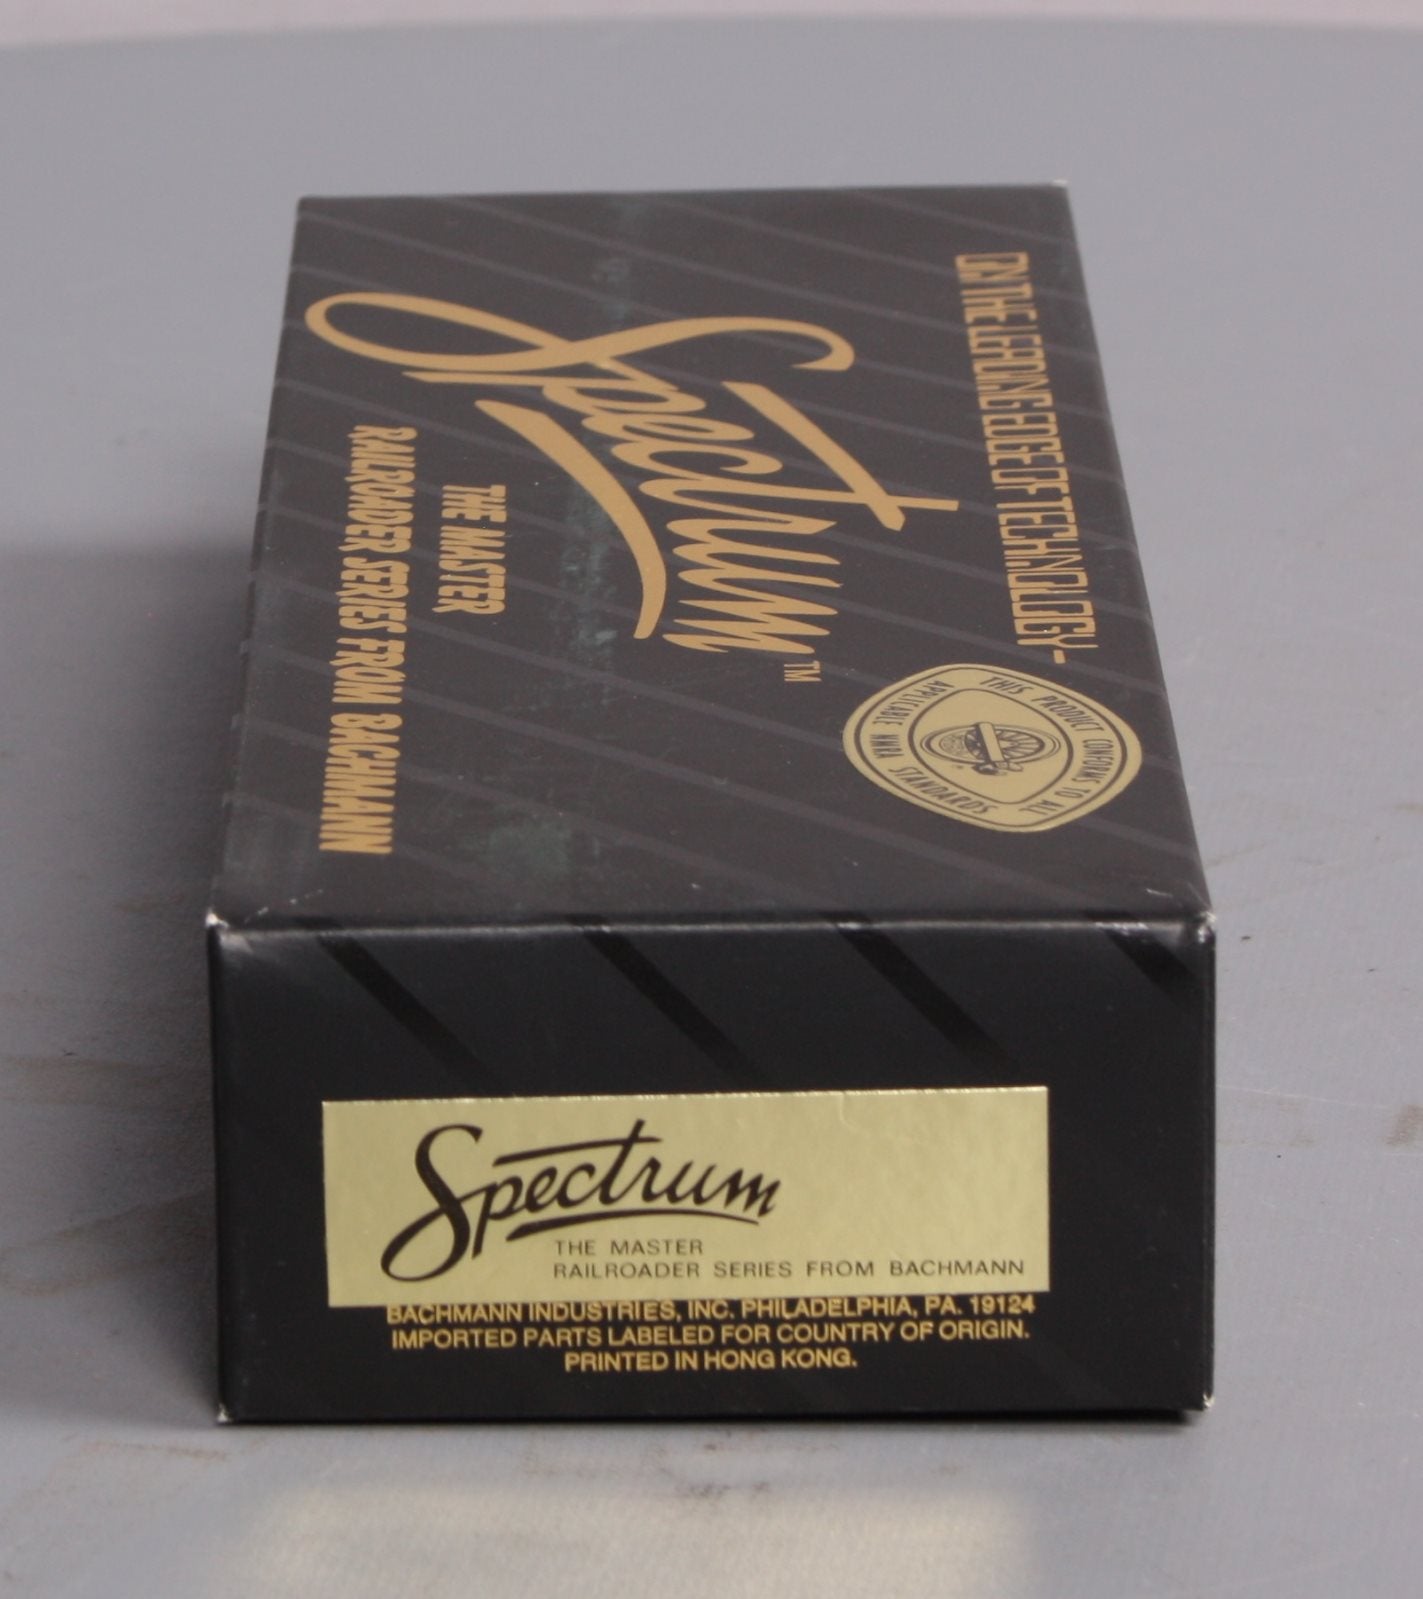 ON THE LEADING EDGE OF TECHNOLOGY-
Spectrum™
THE MASTER
RAILROADER SERIES FROM BACHMANN
THIS PRODUCT CONFORMS TO ALL
APPLICABLE NMRA STANDARDS
Spectrum
THE MASTER
RAILROADER SERIES FROM BACHMANN
BACHMANN INDUSTRIES, INC. PHILADELPHIA, PA. 19124
IMPORTED PARTS LABELED FOR COUNTRY OF ORIGIN.
PRINTED IN HONG KONG.